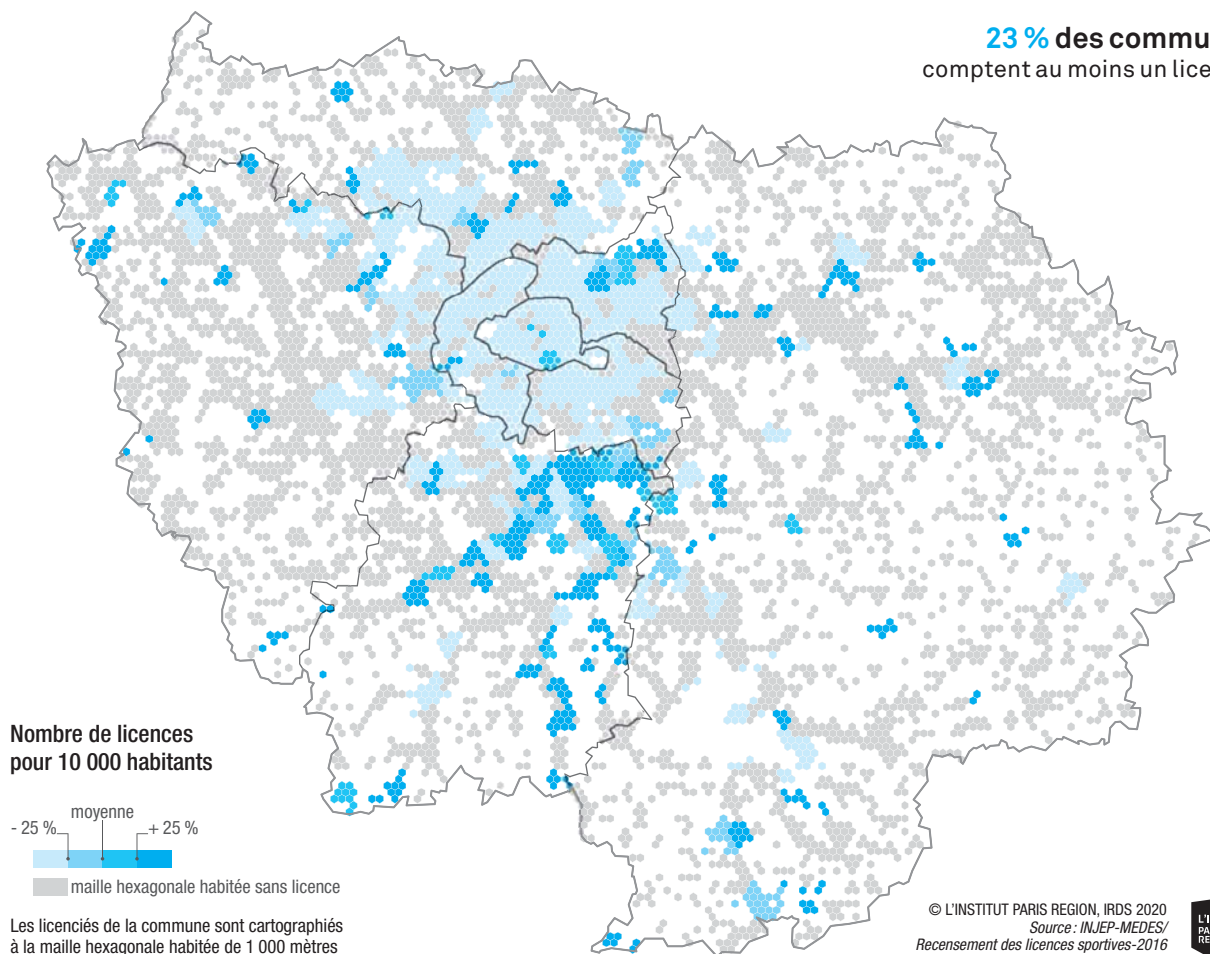 23 % des commu
comptent au moins un lice
Nombre de licences
pour 10 000 habitants
moyenne
- 25 % + 25 %
maille hexagonale habitée sans licence
Les licenciés de la commune sont cartographiés
à la maille hexagonale habitée de 1 000 mètres
© L'INSTITUT PARIS REGION, IRDS 2020
Source : INJEP-MEDES/
Recensement des licences sportives-2016
L'I
PA
RE